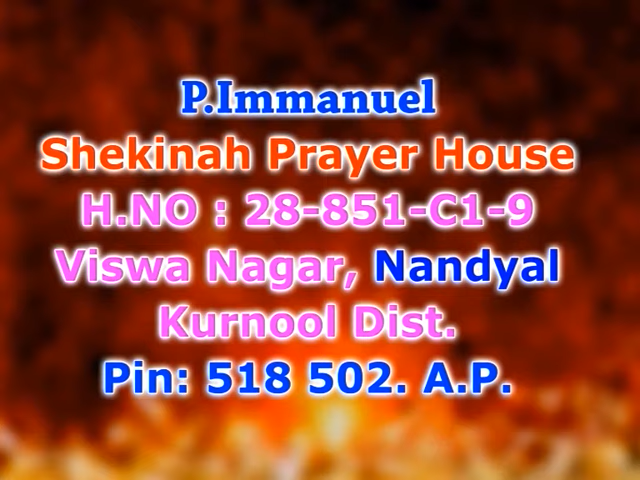 P.Immanuel
Shekinah Prayer House
H.NO : 28-851-C1-9
Viswa Nagar, Nandyal
Kurnool Dist.
Pin: 518 502. A.P.